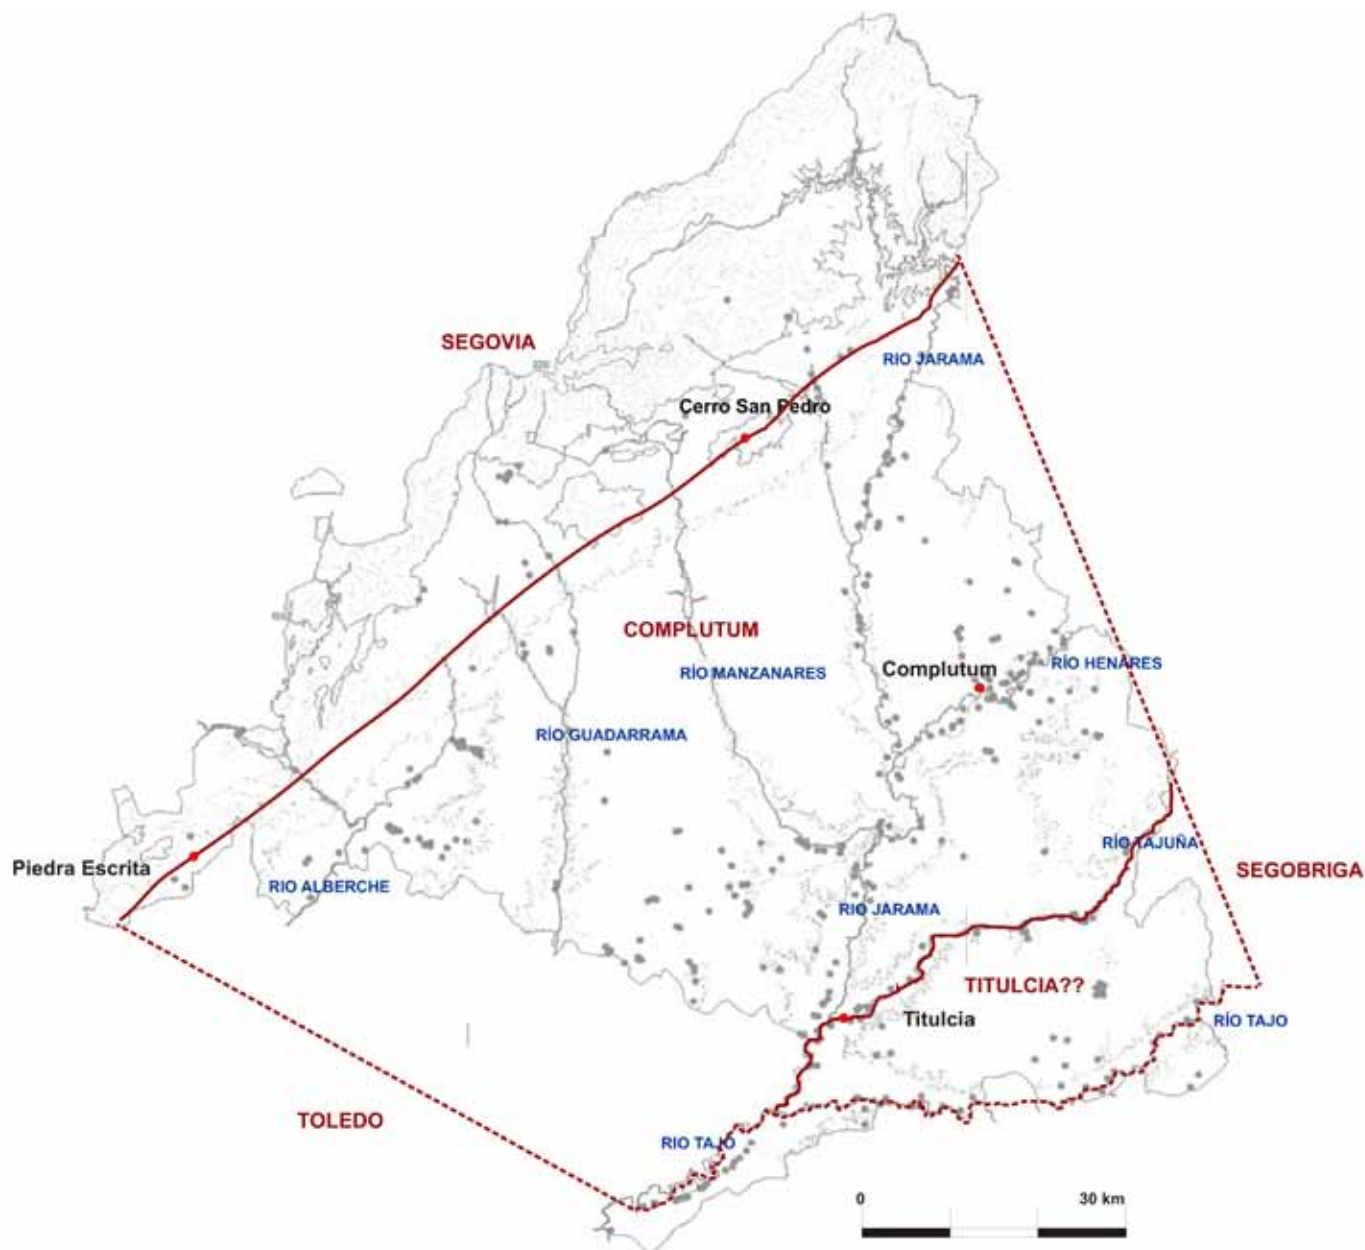 SEGOVIA
RIO JARAMA
Cerro San Pedro
COMPLUTUM
Complutum
RÍO HENARES
RÍO MANZANARES
RÍO GUADARRAMA
RÍO TAJUÑA
Piedra Escrita
SEGOBRIGA
RIO ALBERCHE
RIO JARAMA
TITULCIA??
Titulcia
RÍO TAJO
TOLEDO
RIO TAJO
0 30 km